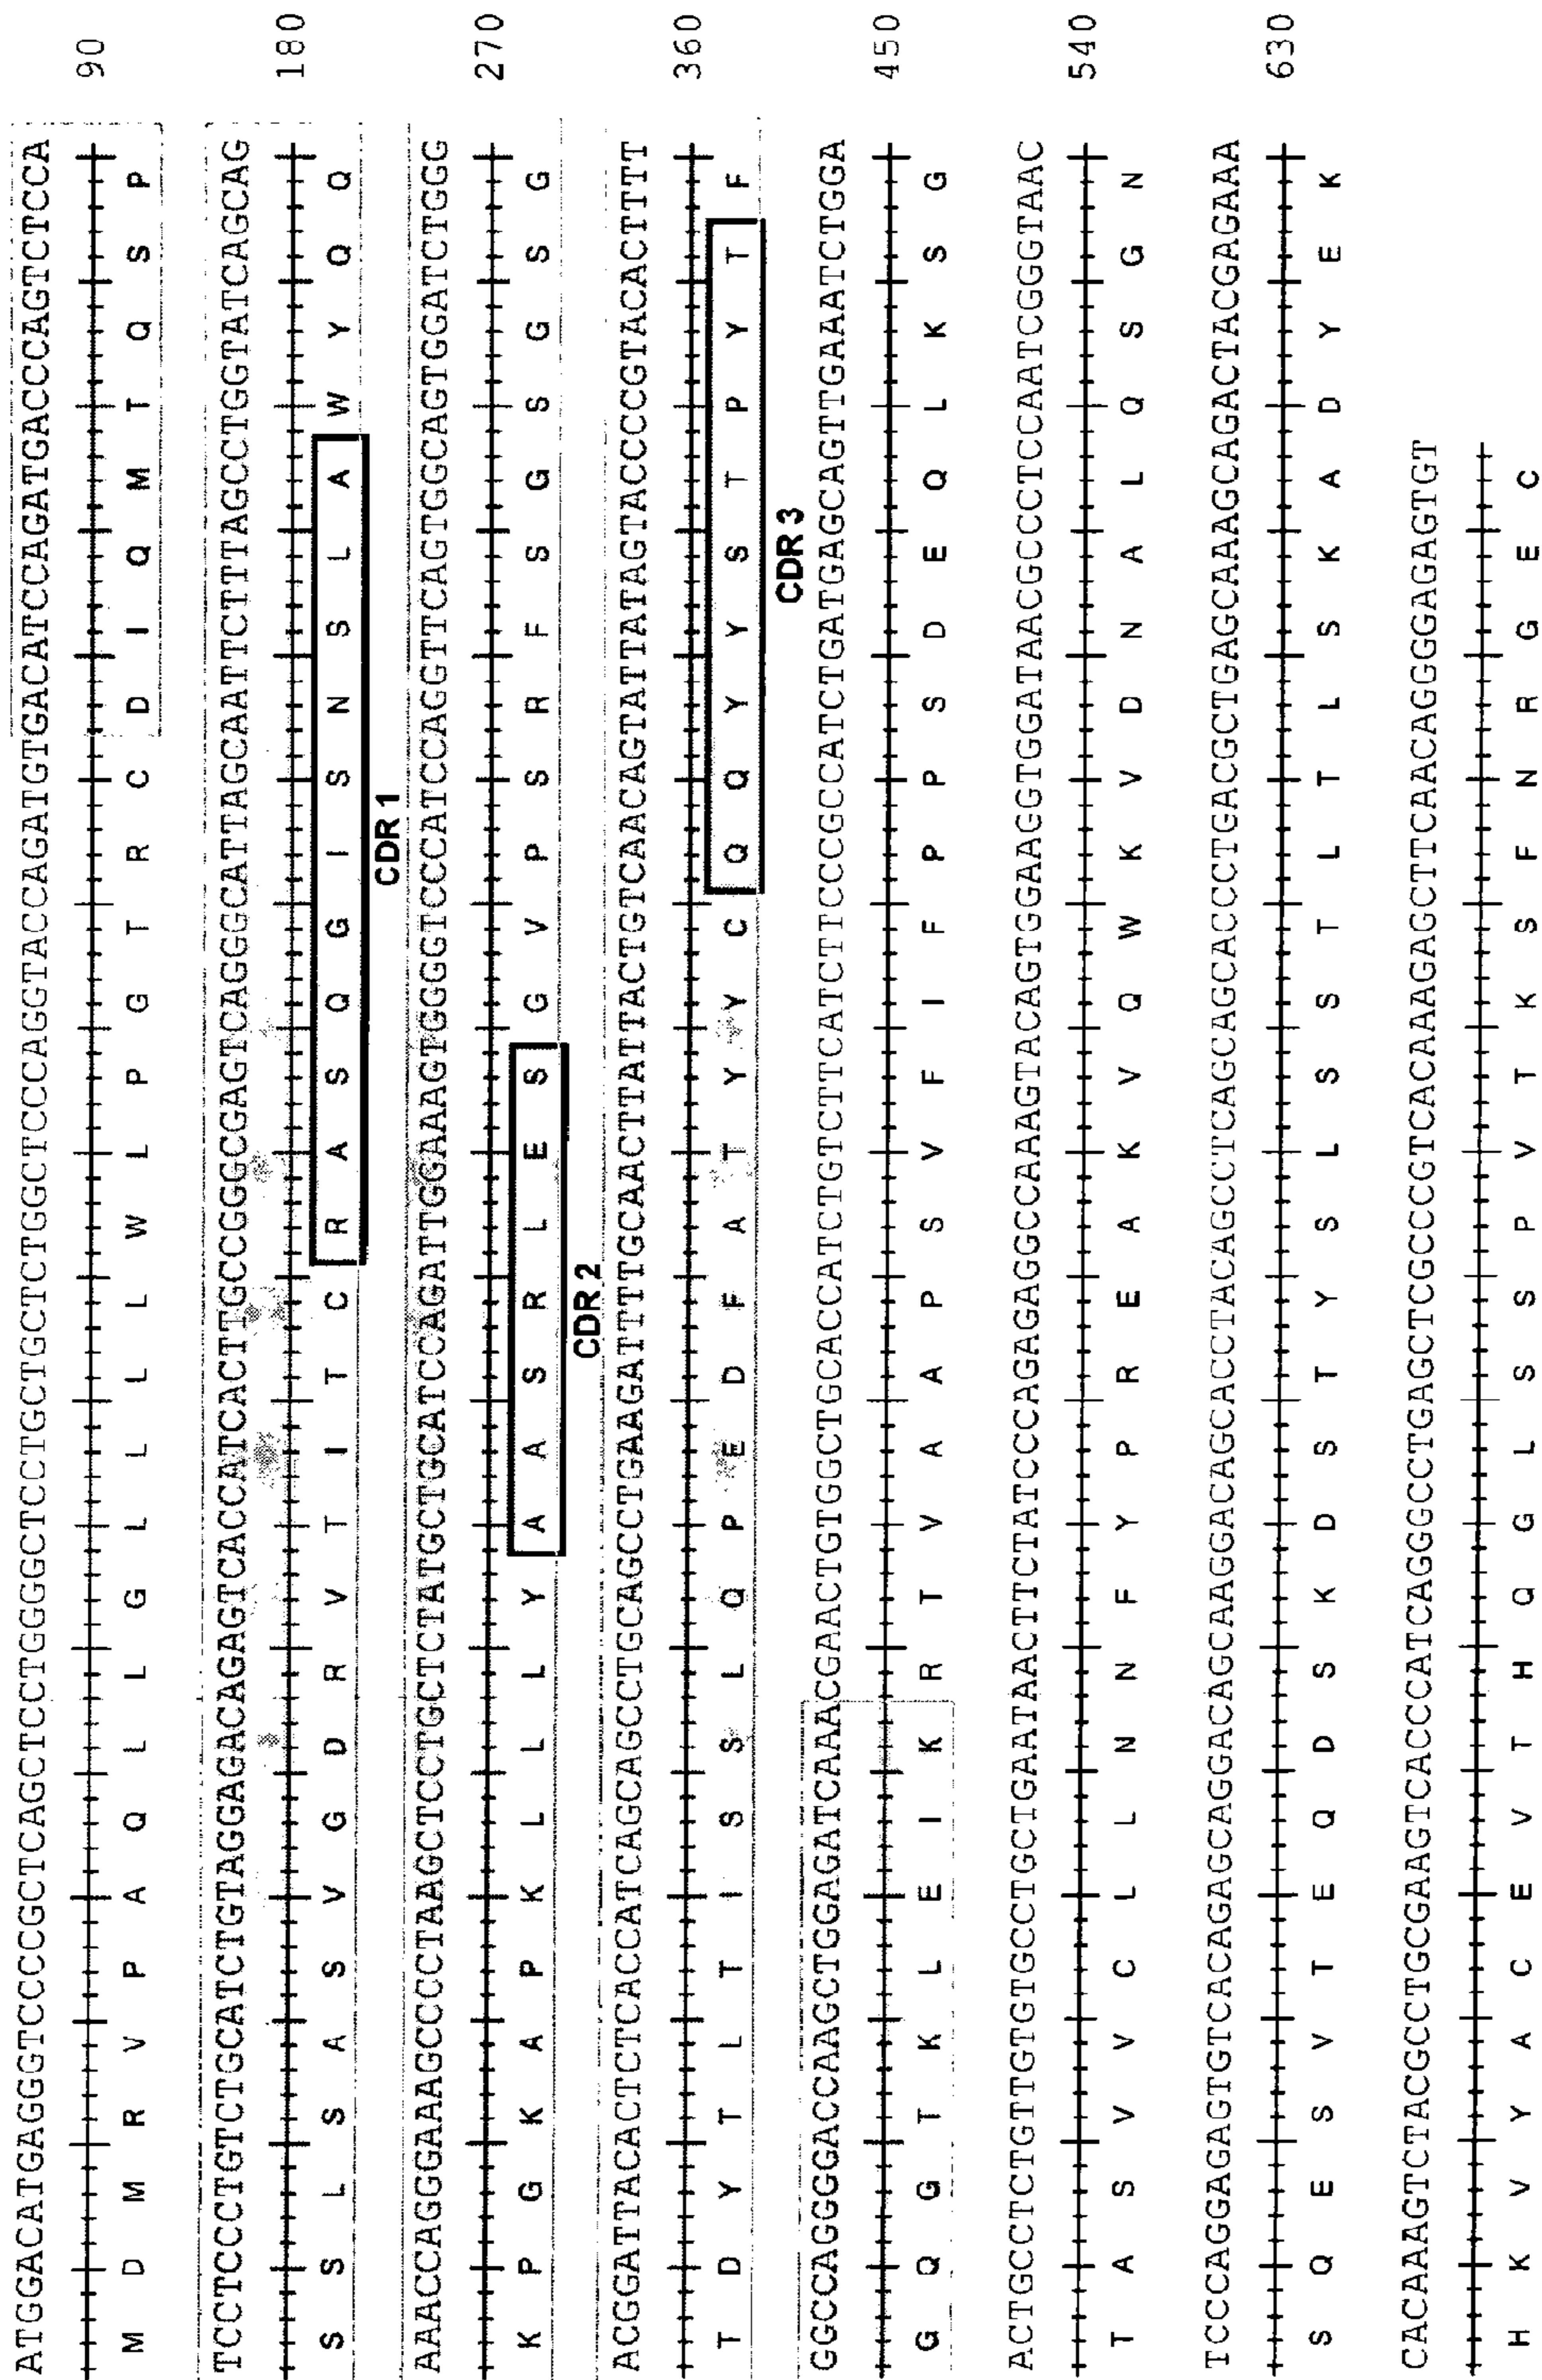 ATGGACATGAGGGTCCCCGCTCAGCTCCTGGGGCTCCTGCTGCTCTGGCTCCCAGGTACCAGATGTGACATCCAGATGACCCAGTCTCCA
90
M D M R V P A Q L L G L L L L W L P G T R C D I Q M T Q S P
TCCTCCCTGTCTGCATCTGTAGGAGACAGAGTCACCATCACTTGCCGGGCGAGTCAGGGCATTAGCAATTCTTTAGCCTGGTATCAGCAG
180
S S L S A S V G D R V T I T C R A S Q G I S N S L A W Y Q Q
CDR 1
AAACCAGGGAAAGCCCCTAAGCTCCTGCTCTATGCTGCATCCAGATTGGAAAGTGGGGTCCCATCCAGGTTCAGTGGCAGTGGATCTGGG
270
K P G K A P K L L L Y A A S R L E S G V P S R F S G S G S G
CDR 2
ACGGATTACACTCTCACCATCAGCAGCCTGCAGCCTGAAGATTTTGCAACTTATTACTGTCAACAGTATTATAGTACCCCGTACACTTTT
360
T D Y T L T I S S L Q P E D F A T Y Y C Q Q Y Y S T P Y T F
CDR 3
GGCCAGGGGACCAAGCTGGAGATCAAACGAACTGTGGCTGCACCATCTGTCTTCATCTTCCCGCCATCTGATGAGCAGTTGAAATCTGGA
450
G Q G T K L E I K R T V A A P S V F I F P P S D E Q L K S G
ACTGCCTCTGTTGTGTGCCTGCTGAATAACTTCTATCCCAGAGAGGCCAAAGTACAGTGGAAGGTGGATAACGCCCTCCAATCGGGTAAC
540
T A S V V C L L N N F Y P R E A K V Q W K V D N A L Q S G N
TCCCAGGAGAGTGTCACAGAGCAGGACAGCAAGGACAGCACCTACAGCCTCAGCAGCACCCTGACGCTGAGCAAAGCAGACTACGAGAAA
630
S Q E S V T E Q D S K D S T Y S L S S T L T L S K A D Y E K
CACAAAGTCTACGCCTGCGAAGTCACCCATCAGGGCCTGAGCTCGCCCGTCACAAAGAGCTTCAACAGGGGAGAGTGT
H K V Y A C E V T H Q G L S S P V T K S F N R G E C